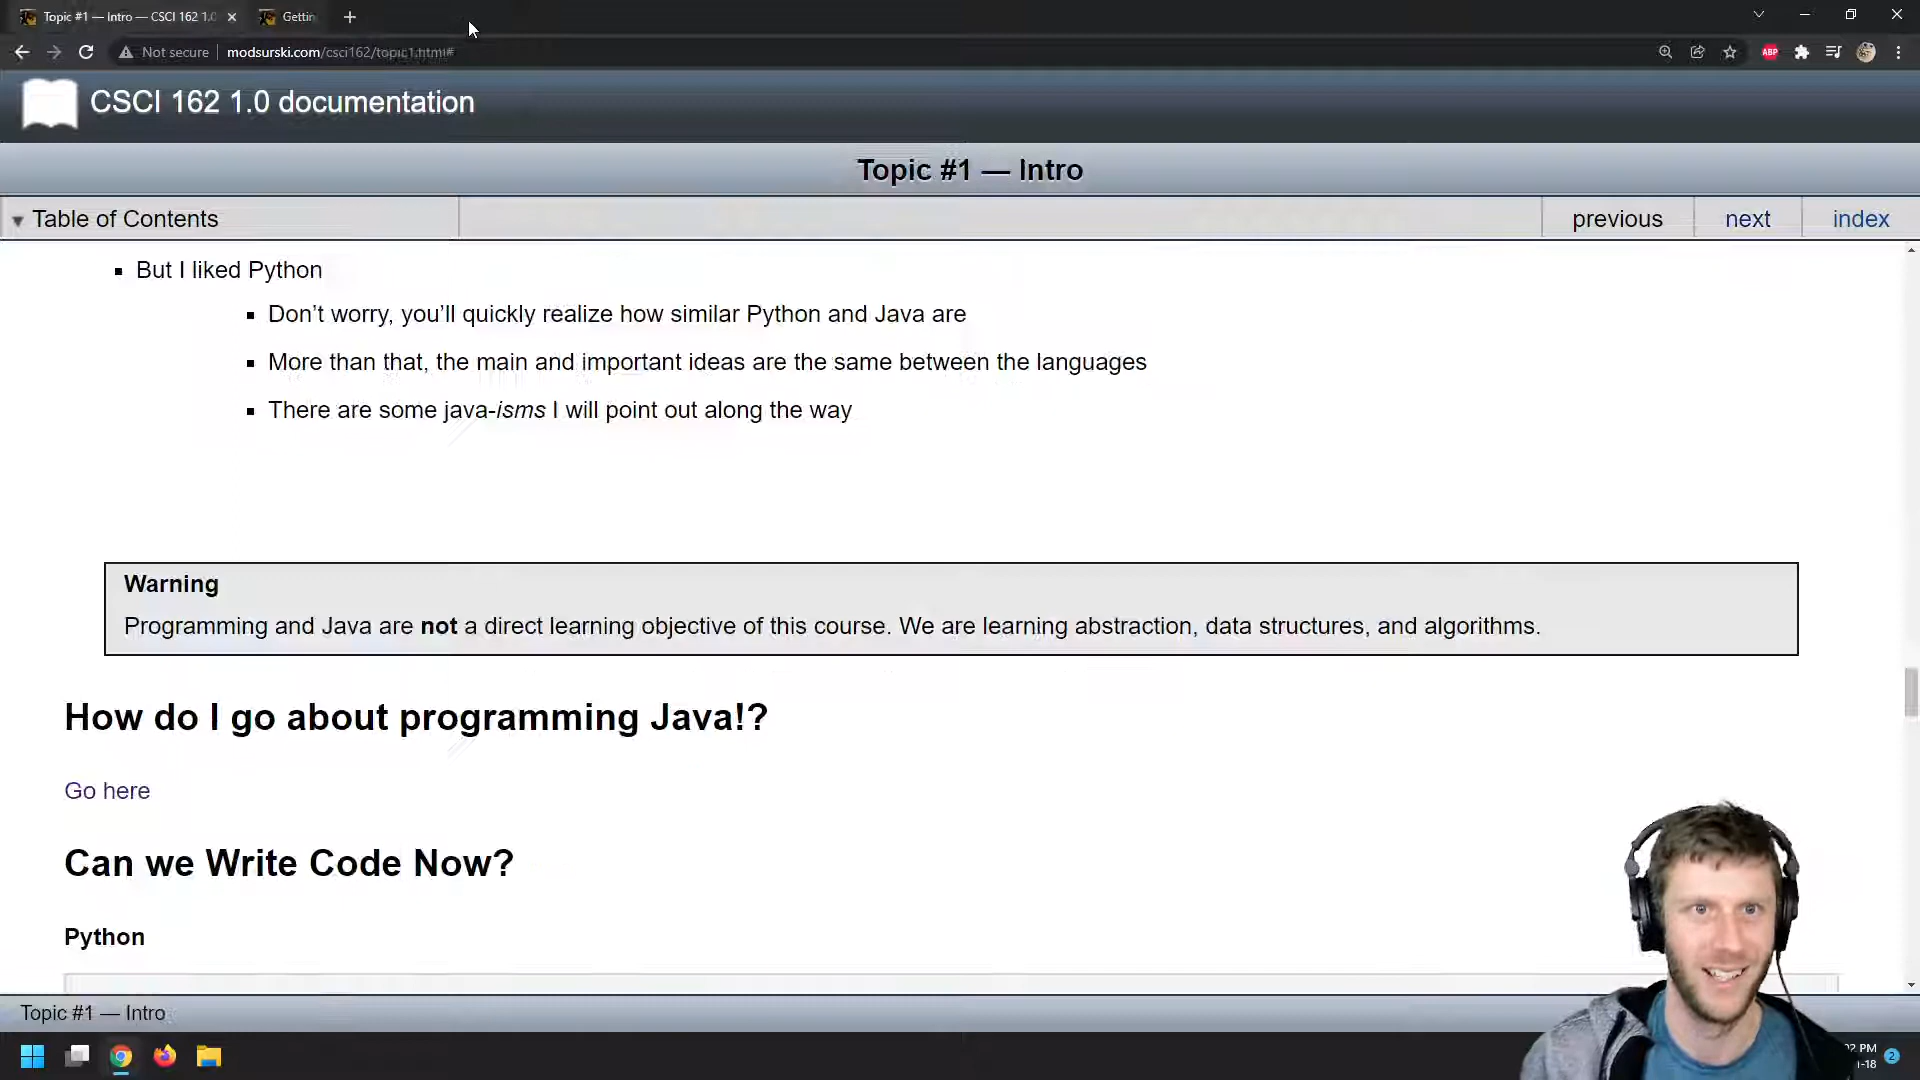 Topic #1 — Intro — CSCI 162 1.0
Gettin
Not secure
modsurski.com/csci162/topic1.html#
ABP
CSCI 162 1.0 documentation
Topic #1 — Intro
Table of Contents
previous
next
index
But I liked Python
Don’t worry, you’ll quickly realize how similar Python and Java are
More than that, the main and important ideas are the same between the languages
There are some java-isms I will point out along the way
Warning
Programming and Java are not a direct learning objective of this course. We are learning abstraction, data structures, and algorithms.
How do I go about programming Java!?
Go here
Can we Write Code Now?
Python
Topic #1 — Intro
2 PM
-18
2